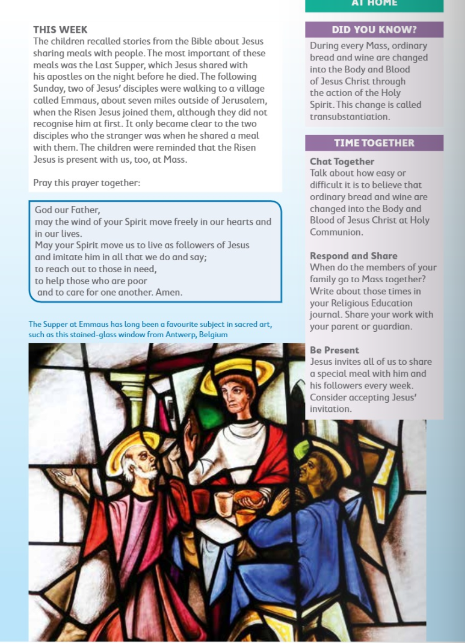 AT HOME
THIS WEEK
The children recalled stories from the Bible about Jesus
sharing meals with people. The most important of these
meals was the Last Supper, which Jesus shared with
his apostles on the night before he died. The following
Sunday, two of Jesus' disciples were walking to a village
called Emmaus, about seven miles outside of Jerusalem,
when the Risen Jesus joined them, although they did not
recognise him at first. It only became clear to the two
disciples who the stranger was when he shared a meal
with them. The children were reminded that the Risen
Jesus is present with us, too, at Mass.
Pray this prayer together:
God our Father,
may the wind of your Spirit move freely in our hearts and
in our lives.
May your Spirit move us to live as followers of Jesus
and imitate him in all that we do and say;
to reach out to those in need,
to help those who are poor
and to care for one another. Amen.
The Supper at Emmaus has long been a favourite subject in sacred art,
such as this stained-glass window from Antwerp, Belgium
DID YOU KNOW?
During every Mass, ordinary
bread and wine are changed
into the Body and Blood
of Jesus Christ through
the action of the Holy
Spirit. This change is called
transubstantiation.
TIME TOGETHER
Chat Together
Talk about how easy or
difficult it is to believe that
ordinary bread and wine are
changed into the Body and
Blood of Jesus Christ at Holy
Communion.
Respond and Share
When do the members of your
family go to Mass together?
Write about those times in
your Religious Education
journal. Share your work with
your parent or guardian.
Be Present
Jesus invites all of us to share
a special meal with him and
his followers every week.
Consider accepting Jesus'
invitation.